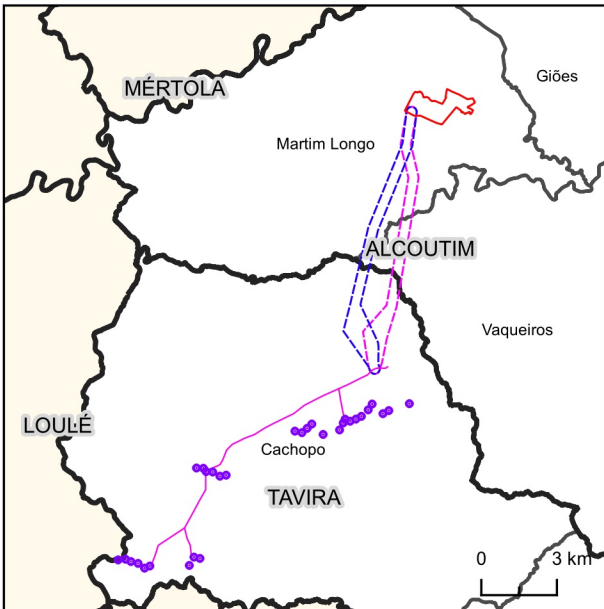 MÉRTOLA
Giões
Martim Longo
ALCOUTIM
Vaqueiros
LOULÉ
Cachopo
TAVIRA
0 3 km